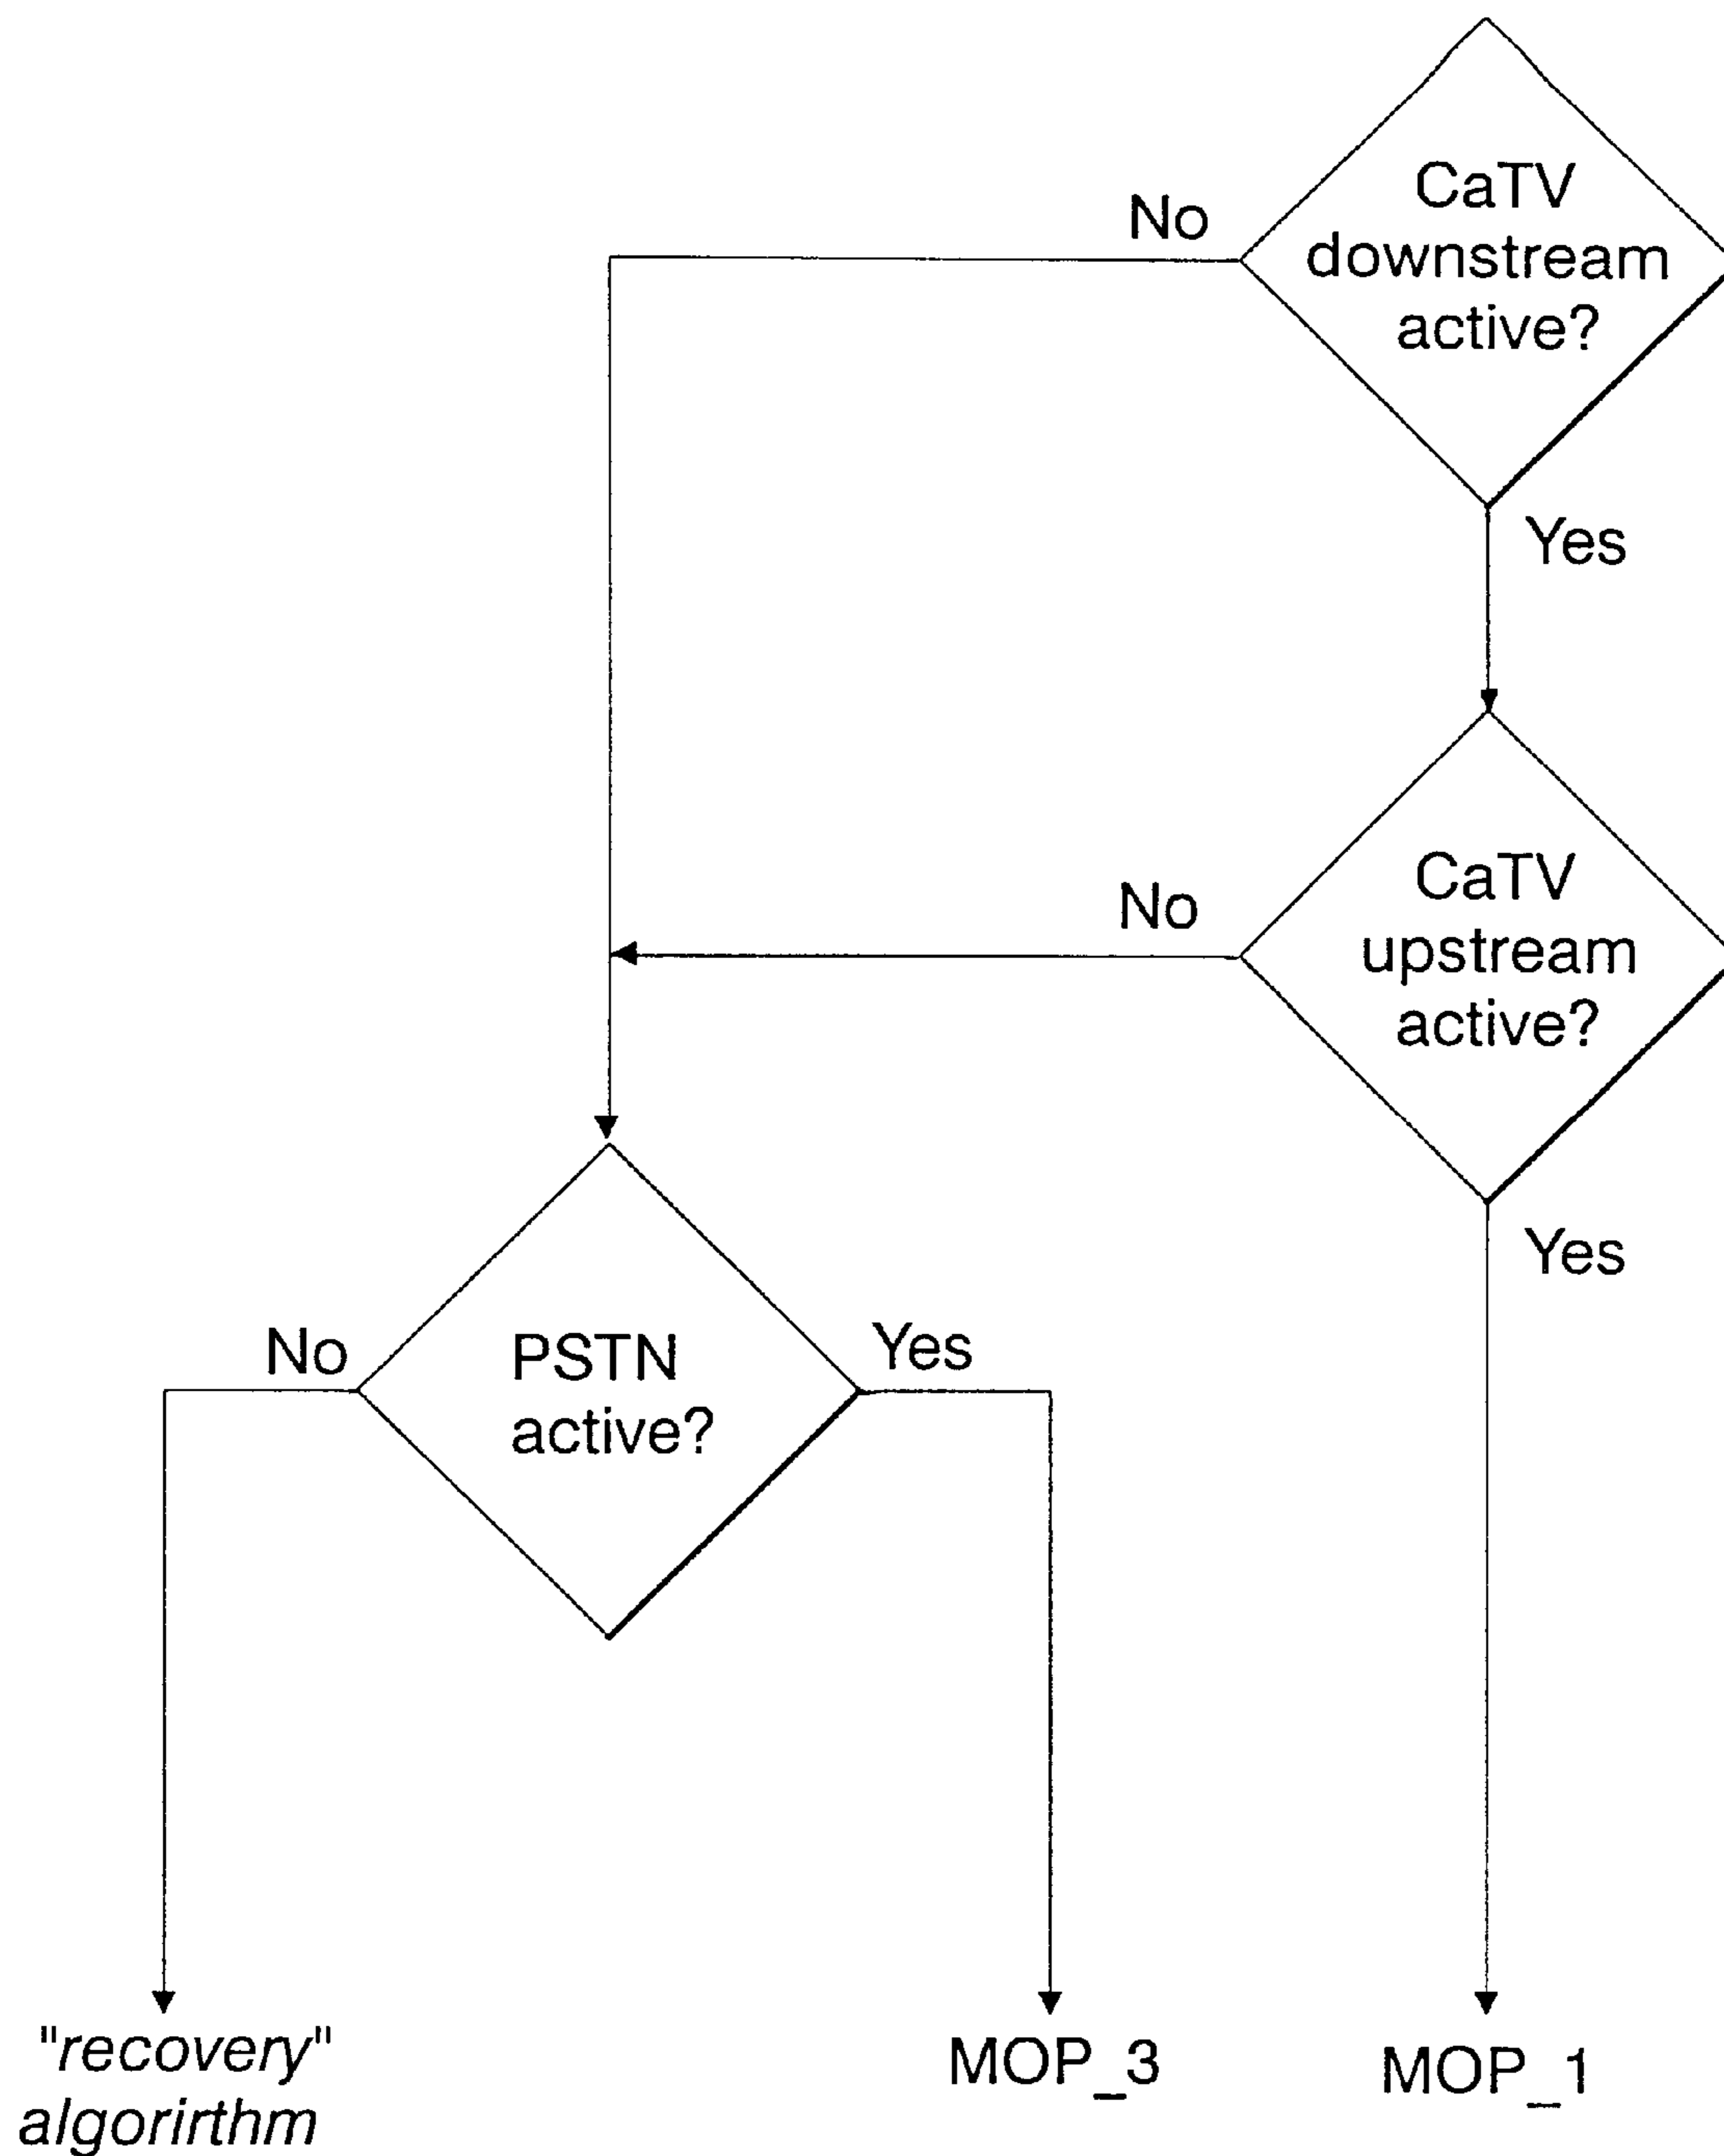 CaTV
downstream
active?
No
Yes
CaTV
upstream
active?
No
Yes
PSTN
active?
No
Yes
"recovery"
algorirthm
MOP_3
MOP_1